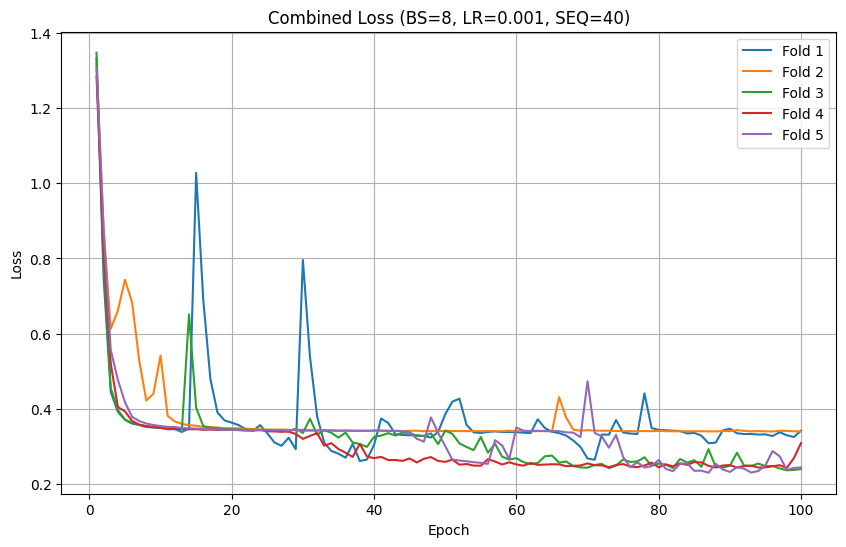 Combined Loss (BS=8, LR=0.001, SEQ=40)
1.4
1.2
1.0
0.8
0.6
0.4
0.2
Loss
Fold 1
Fold 2
Fold 3
Fold 4
Fold 5
0 20 40 60 80 100
Epoch